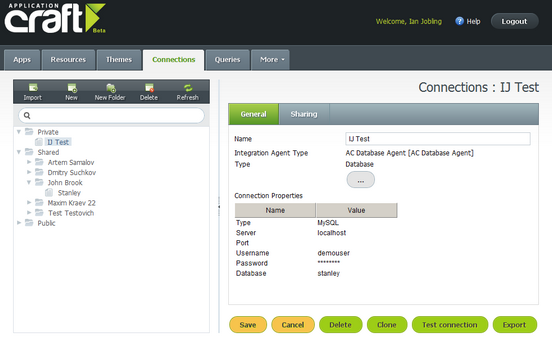 APPLICATION
craft
Beta
Welcome, Ian Jobling
? Help
Logout
Apps
Resources
Themes
Connections
Queries
More
Import
New
New Folder
Delete
Refresh
Private
IJ Test
Shared
Artem Samalov
Dmitry Suchkov
John Brook
Stanley
Maxim Kraev 22
Test Testovich
Public
Connections : IJ Test
General
Sharing
Name
IJ Test
Integration Agent Type
AC Database Agent [AC Database Agent]
Type
Database
...
Connection Properties
Name
Value
Type
MySQL
Server
localhost
Port
Username
demouser
Password
********
Database
stanley
Save
Cancel
Delete
Clone
Test connection
Export